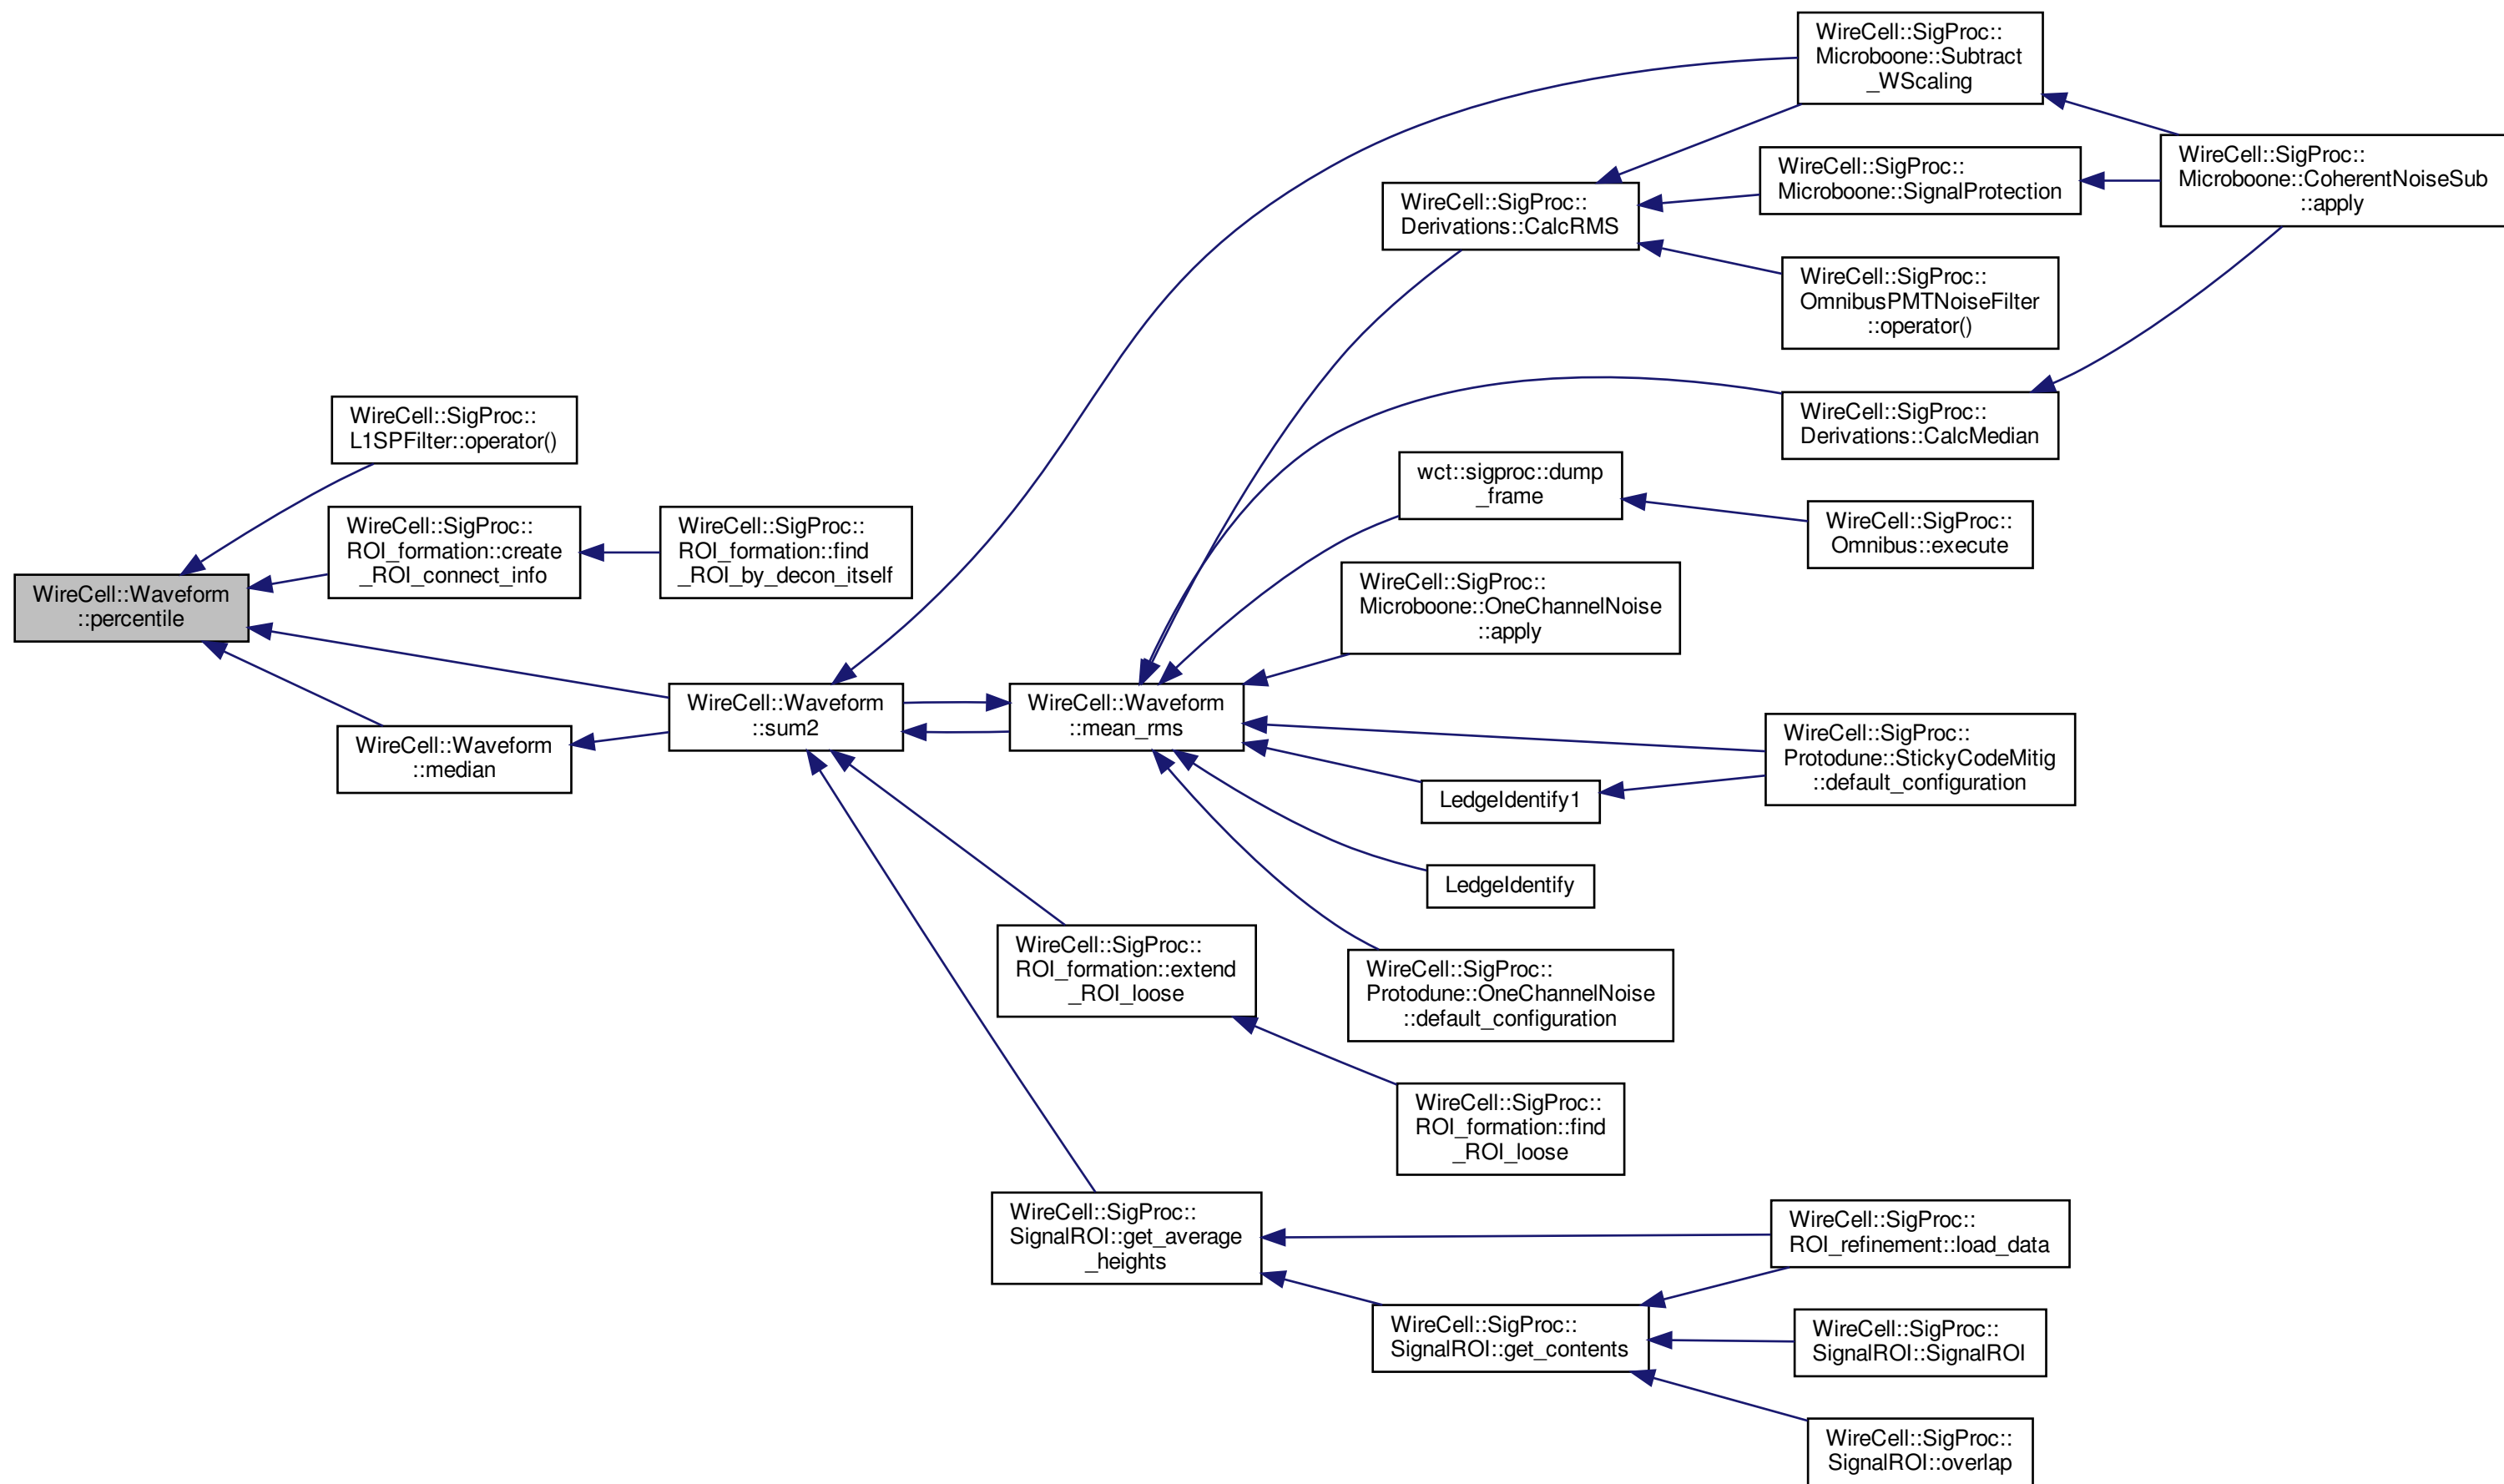 WireCell::SigProc::
Microboone::Subtract
_WScaling
WireCell::SigProc::
Microboone::CoherentNoiseSub
::apply
WireCell::SigProc::
Microboone::SignalProtection
WireCell::SigProc::
Derivations::CalcRMS
WireCell::SigProc::
OmnibusPMTNoiseFilter
::operator()
WireCell::SigProc::
Derivations::CalcMedian
WireCell::SigProc::
L1SPFilter::operator()
wct::sigproc::dump
_frame
WireCell::SigProc::
Omnibus::execute
WireCell::SigProc::
ROI_formation::create
_ROI_connect_info
WireCell::SigProc::
ROI_formation::find
_ROI_by_decon_itself
WireCell::Waveform
::percentile
WireCell::SigProc::
Microboone::OneChannelNoise
::apply
WireCell::Waveform
::sum2
WireCell::Waveform
::mean_rms
WireCell::Waveform
::median
WireCell::SigProc::
Protodune::StickyCodeMitig
::default_configuration
LedgeIdentify1
LedgeIdentify
WireCell::SigProc::
ROI_formation::extend
_ROI_loose
WireCell::SigProc::
Protodune::OneChannelNoise
::default_configuration
WireCell::SigProc::
ROI_formation::find
_ROI_loose
WireCell::SigProc::
SignalROI::get_average
_heights
WireCell::SigProc::
ROI_refinement::load_data
WireCell::SigProc::
SignalROI::get_contents
WireCell::SigProc::
SignalROI::SignalROI
WireCell::SigProc::
SignalROI::overlap